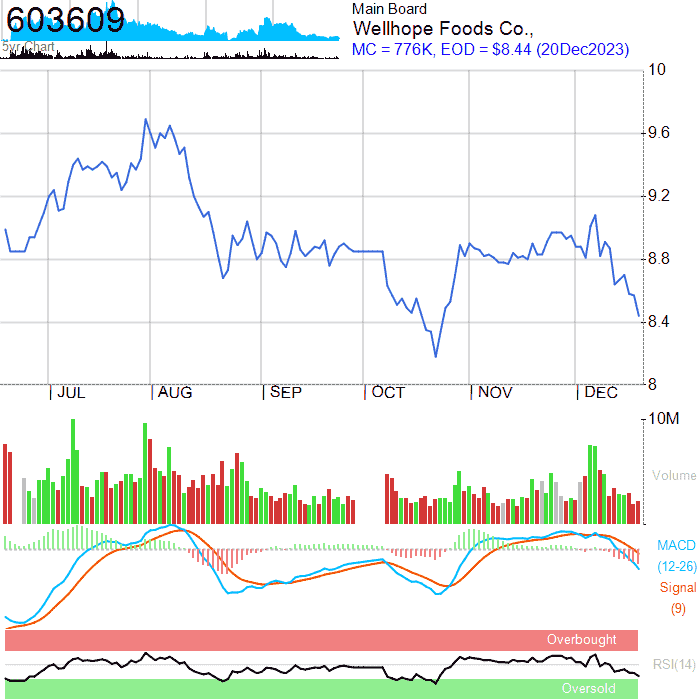 603609
5yr Chart
Main Board
Wellhope Foods Co.,
MC = 776K, EOD = $8.44 (20Dec2023)
10
9.6
9.2
8.8
8.4
8
JUL AUG SEP OCT NOV DEC
10M
Volume
MACD
(12-26)
Signal
(9)
Overbought
RSI(14)
Oversold